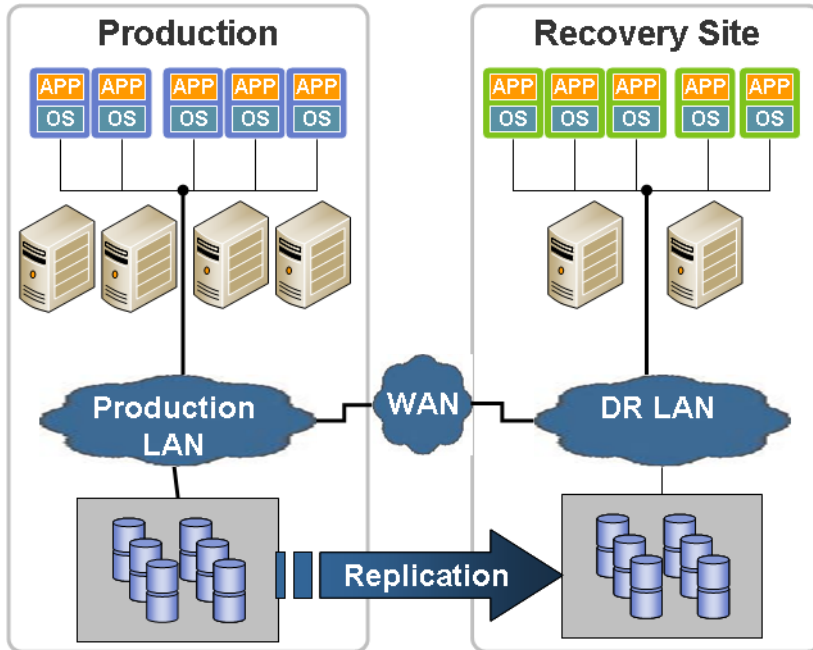 Production
APP APP APP APP APP
OS OS OS OS OS
Production
LAN
WAN
Recovery Site
APP APP APP APP APP
OS OS OS OS OS
DR LAN
Replication